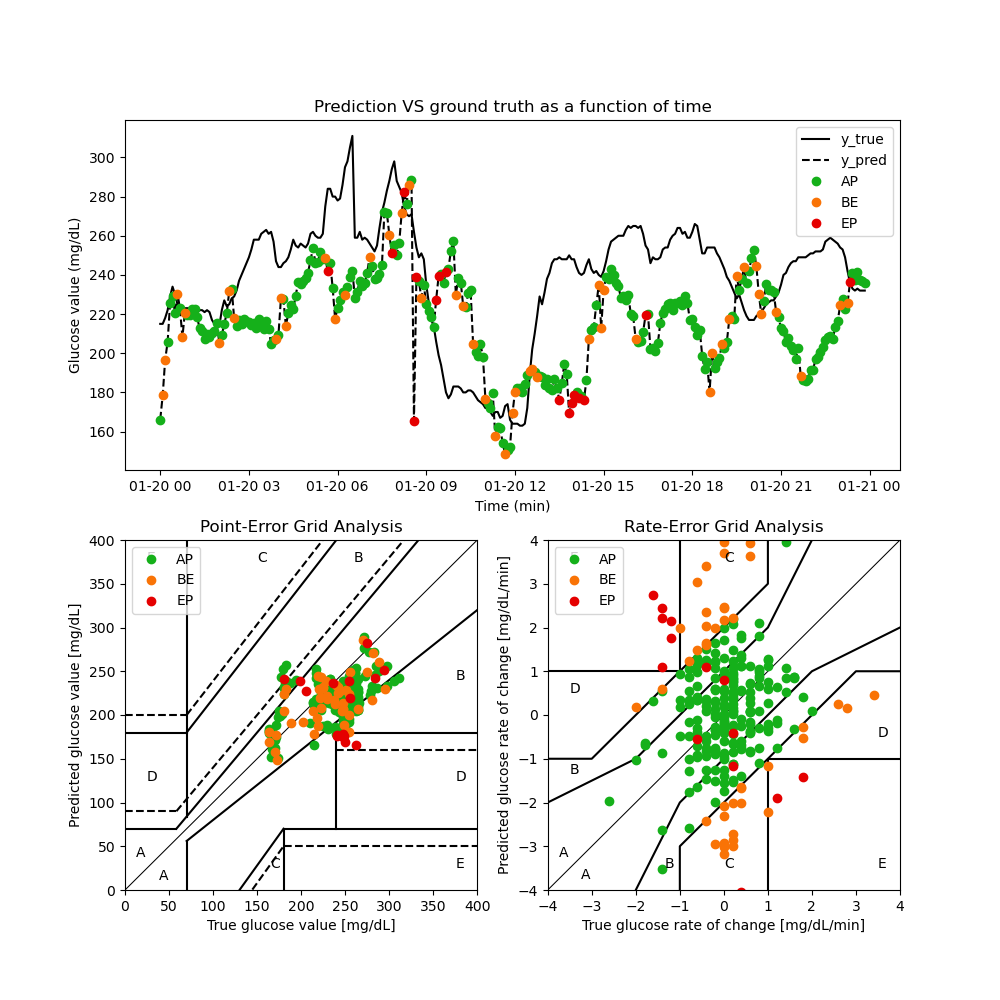 Prediction VS ground truth as a function of time
Glucose value (mg/dL)
300
280
260
240
220
200
180
160
y_true
y_pred
AP
BE
EP
01-20 00 01-20 03 01-20 06 01-20 09 01-20 12 01-20 15 01-20 18 01-20 21 01-21 00
Time (min)
Point-Error Grid Analysis
Predicted glucose value [mg/dL]
400
350
300
250
200
150
100
50
0
AP
BE
EP
C
B
B
D
D
A
A
C
E
0 50 100 150 200 250 300 350 400
True glucose value [mg/dL]
Rate-Error Grid Analysis
Predicted glucose rate of change [mg/dL/min]
4
3
2
1
0
−1
−2
−3
−4
AP
BE
EP
C
D
D
B
A
A
B
C
E
−4 −3 −2 −1 0 1 2 3 4
True glucose rate of change [mg/dL/min]